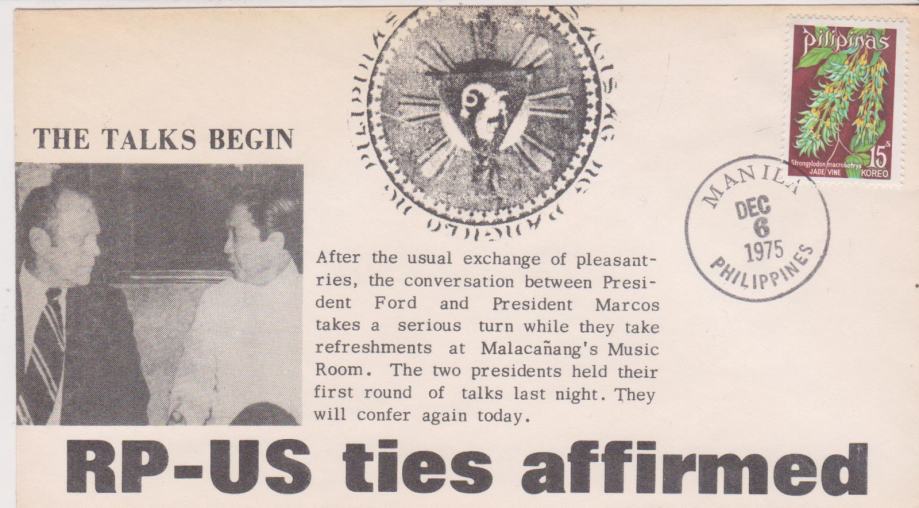 THE TALKS BEGIN
After the usual exchange of pleasant-
ries, the conversation between Presi-
dent Ford and President Marcos
takes a serious turn while they take
refreshments at Malacañang's Music
Room. The two presidents held their
first round of talks last night. They
will confer again today.
RP-US ties affirmed
Pilipinas
Strongylodon macrobotrys
JADE VINE
15s
KOREO
MANILA
DEC
6
1975
PHILIPPINES